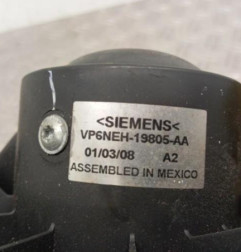 <SIEMENS<
VP6NEH-19805-AA
01/03/08 A2
ASSEMBLED IN MEXICO